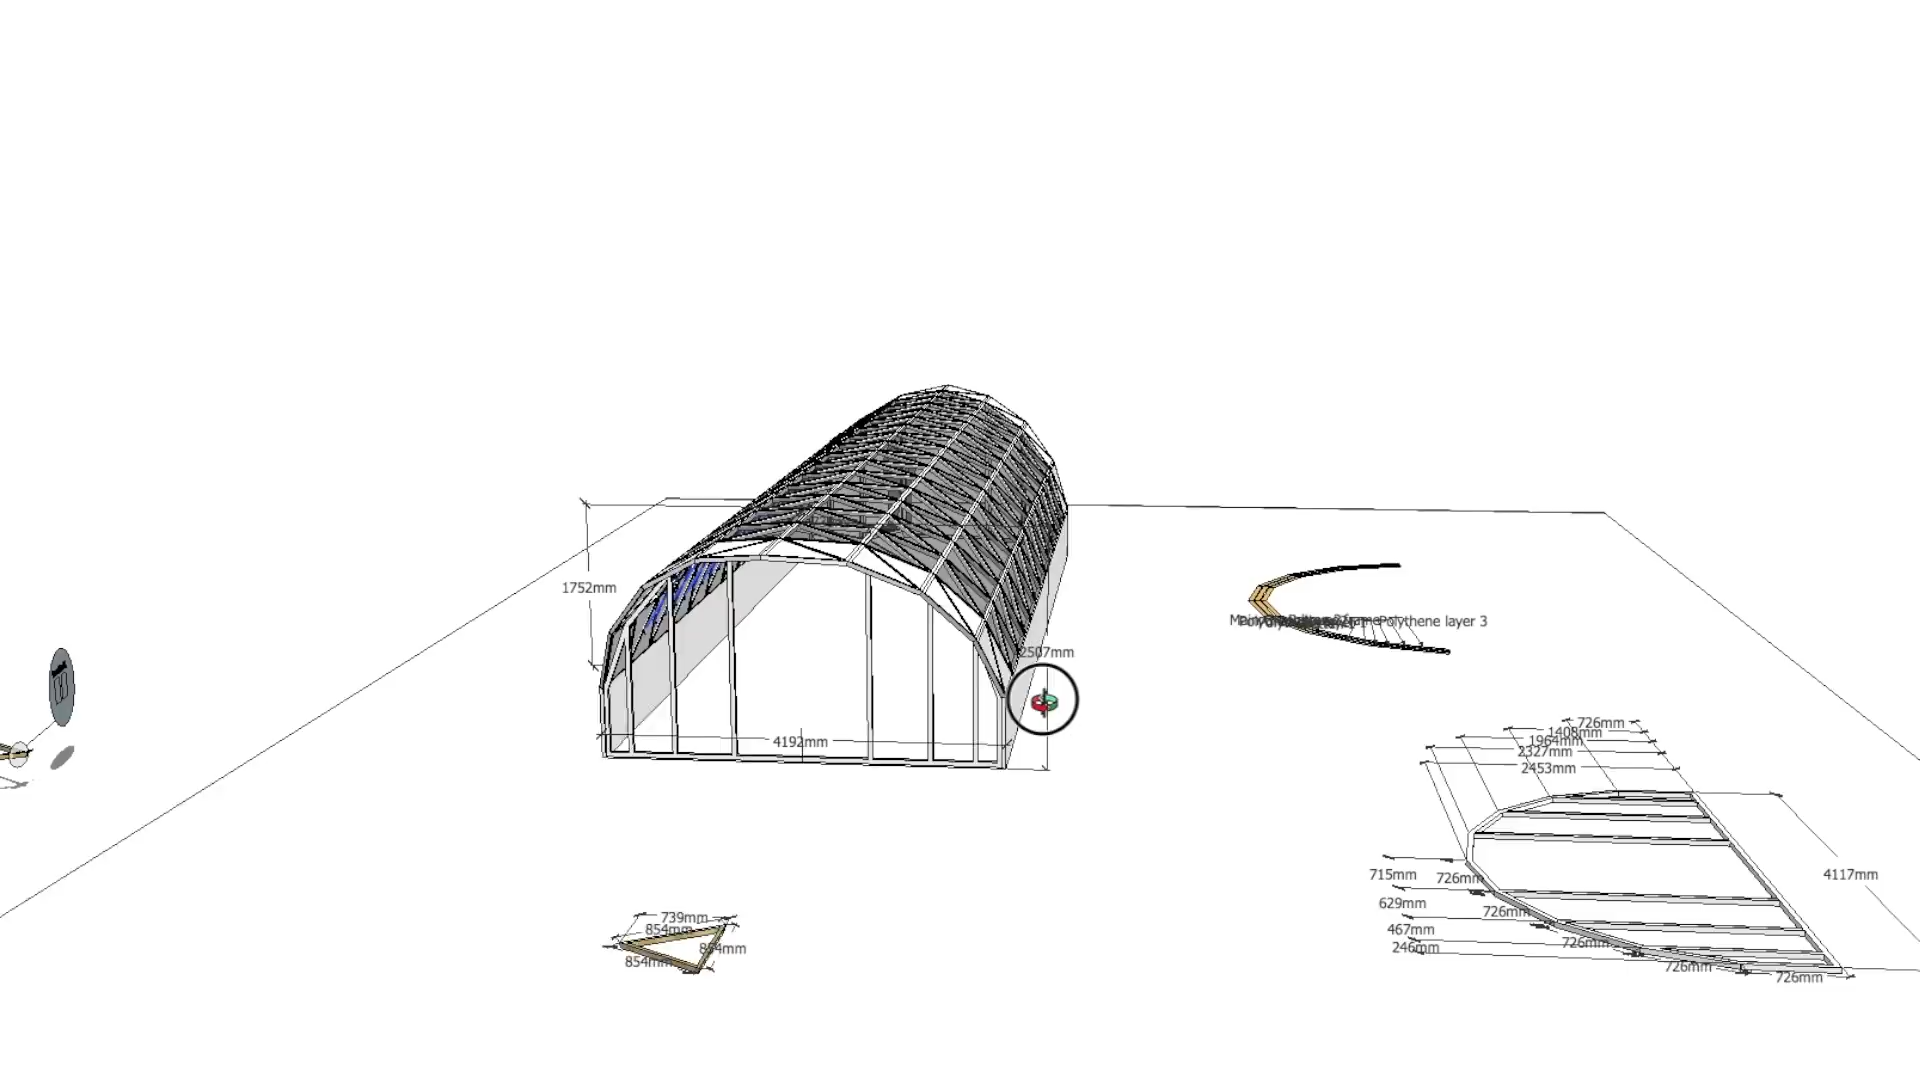 1752mm
Polythene layer 3
2507mm
4192mm
726mm
1408mm
1964mm
2327mm
2453mm
715mm
726mm
4117mm
629mm
726mm
467mm
726mm
246mm
726mm
726mm
739mm
854mm
854mm
854mm